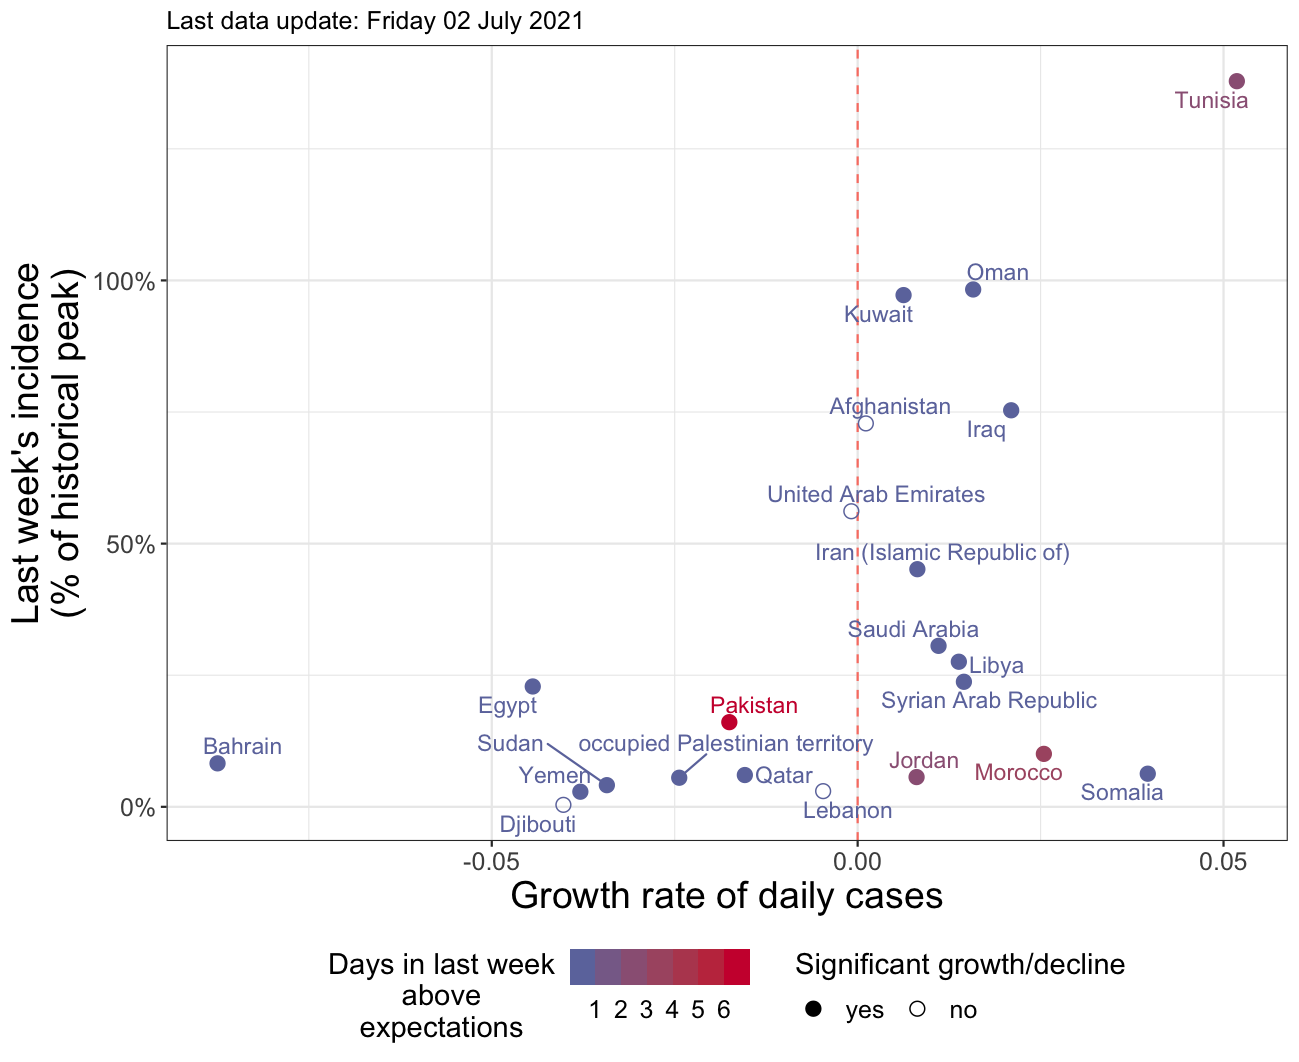 Last data update: Friday 02 July 2021
Last week's incidence
(% of historical peak)
100%
50%
0%
Tunisia
Oman
Kuwait
Afghanistan
Iraq
United Arab Emirates
Iran (Islamic Republic of)
Saudi Arabia
Libya
Syrian Arab Republic
Egypt
Pakistan
Sudan
occupied Palestinian territory
Bahrain
Yemen
Qatar
Jordan
Morocco
Somalia
Lebanon
Djibouti
-0.05 0.00 0.05
Growth rate of daily cases
Days in last week
above
expectations
1 2 3 4 5 6
Significant growth/decline
yes no